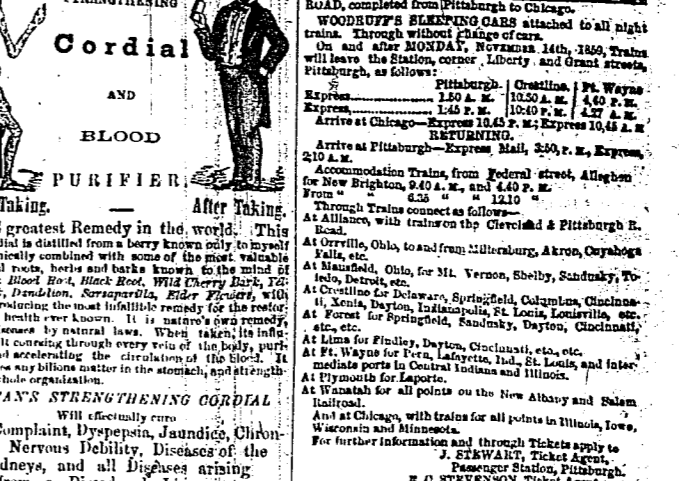 STRENGTHENING
Cordial
AND
BLOOD
PURIFIER
Taking.
After Taking.
greatest Remedy in the world. This
dial is distilled from a berry known only to myself
mically combined with some of the most valuable
l roots, herbs and barks known to the mind of
Blood Root, Black Root, Wild Cherry Bark,
Dandelion, Sarsaparilla, Elder Flowers, with
roducing the most infallible remedy for the restor-
health ever known. It is nature's own remedy,
seases by natural laws. When taken, its influ-
lt coursing through every vein of the body, puri-
nd accelerating the circulation of the blood. It
es any bilious matter in the stomach, and strength-
hole organization.
AN'S STRENGTHENING CORDIAL
Will effectually cure
Complaint, Dyspepsia, Jaundice, Chron-
Nervous Debility, Diseases of the
dneys, and all Diseases arising
ROAD, completed from Pittsburgh to Chicago.
WOODRUFF'S SLEEPING CARS attached to all night
trains. Through without change of cars.
On and after MONDAY, NOVEMBER 14th, 1859, Trains
will leave the Station, corner Liberty and Grant streets,
Pittsburgh, as follows:
Pittsburgh. Crestline. Ft. Wayne
Express 1.50 A. M. 10.50 A. M. 4.40 P. M.
Express, 1:45 P. M. 10:40 P. M. 4.27 A. M.
Arrive at Chicago—Express 10.45 P. M.; Express 10,45 A. M
RETURNING.
Arrive at Pittsburgh—Express Mail, 3:50, P. M., Express,
2;10 A. M.
Accommodation Trains, from Federal street, Allegheny
for New Brighton, 9.40 A. M., and 4.40 P. M.
From " " 6.25 " " 12.10 "
Through Trains connect as follows—
At Alliance, with trains on the Cleveland & Pittsburgh R.
Road.
At Orrville, Ohio, to and from Millersburg, Akron, Cuyahoga
Falls, etc.
At Mansfield, Ohio, for Mt. Vernon, Shelby, Sandusky, To-
ledo, Detroit, etc.
At Crestline for Delaware, Springfield, Columbus, Cincinna-
ti, Xenia, Dayton, Indianapolis, St. Louis, Louisville, etc.
At Forest for Springfield, Sandusky, Dayton, Cincinnati,
etc., etc.
At Lima for Findley, Dayton, Cincinnati, etc., etc.
At Ft. Wayne for Peru, Lafayette, Ind., St. Louis, and inter
mediate ports in Central Indiana and Illinois.
At Plymouth for Laporte.
At Wanatah for all points on the New Albany and Salem
Railroad.
And at Chicago, with trains for all points in Illinois, Iowa,
Wisconsin and Minnesota.
For further information and through Tickets apply to
J. STEWART, Ticket Agent,
Passenger Station, Pittsburgh.
STEVENSON, Ticket Agent